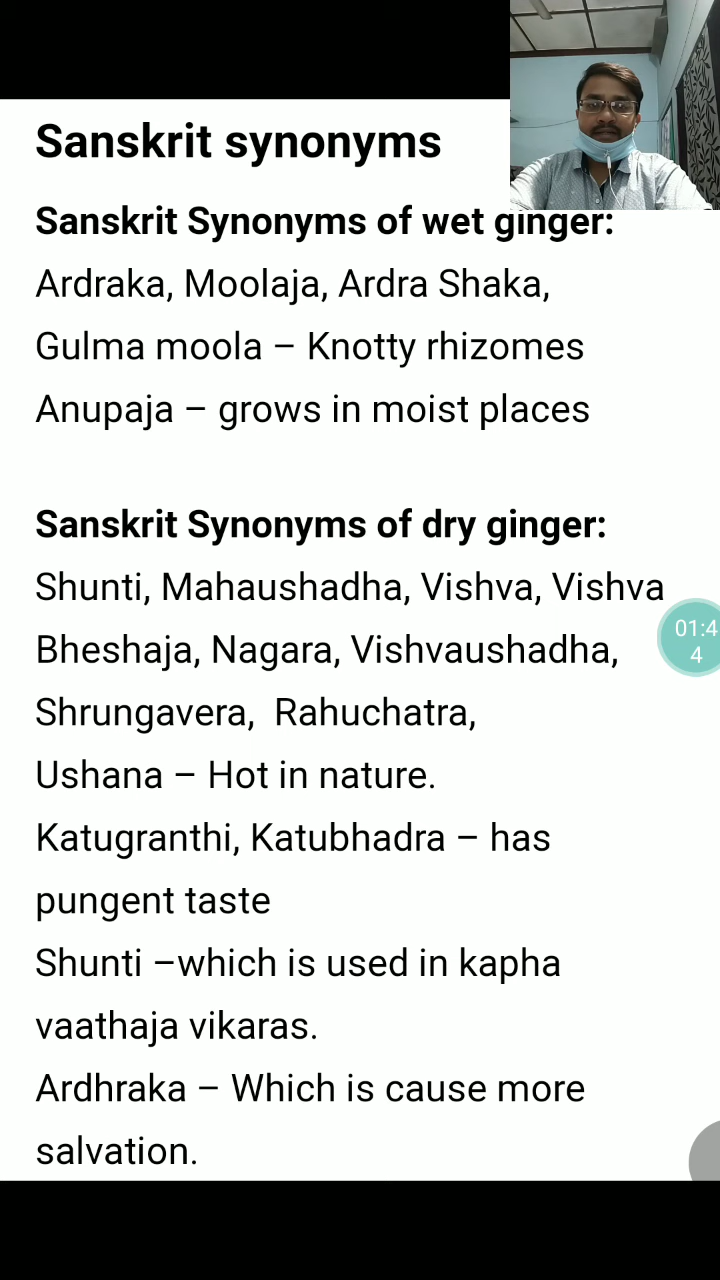 Sanskrit synonyms
Sanskrit Synonyms of wet ginger:
Ardraka, Moolaja, Ardra Shaka,
Gulma moola – Knotty rhizomes
Anupaja – grows in moist places
Sanskrit Synonyms of dry ginger:
Shunti, Mahaushadha, Vishva, Vishva
Bheshaja, Nagara, Vishvaushadha,
Shrungavera, Rahuchatra,
Ushana – Hot in nature.
Katugranthi, Katubhadra – has
pungent taste
Shunti –which is used in kapha
vaathaja vikaras.
Ardhraka – Which is cause more
salvation.
01:4
4